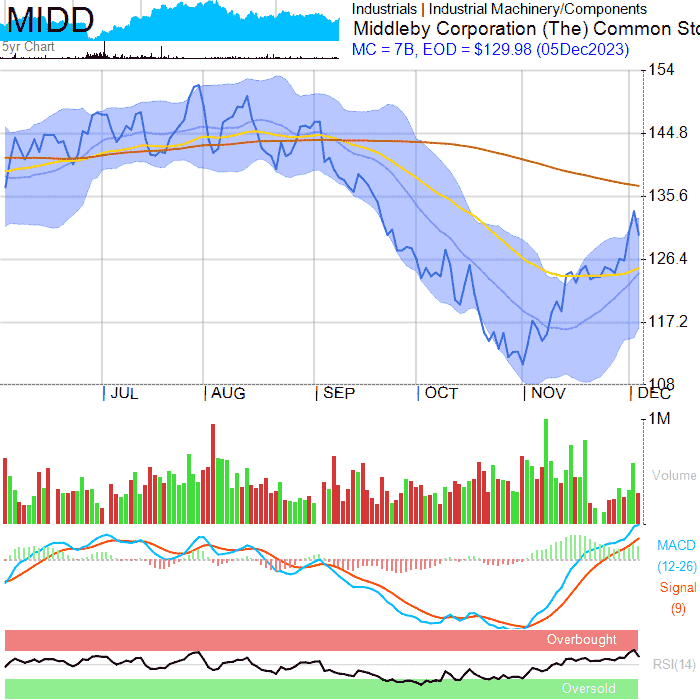 MIDD
5yr Chart
Industrials | Industrial Machinery/Components
Middleby Corporation (The) Common Sto
MC = 7B, EOD = $129.98 (05Dec2023)
154
144.8
135.6
126.4
117.2
108
JUL
AUG
SEP
OCT
NOV
DEC
1M
Volume
MACD
(12-26)
Signal
(9)
Overbought
RSI(14)
Oversold